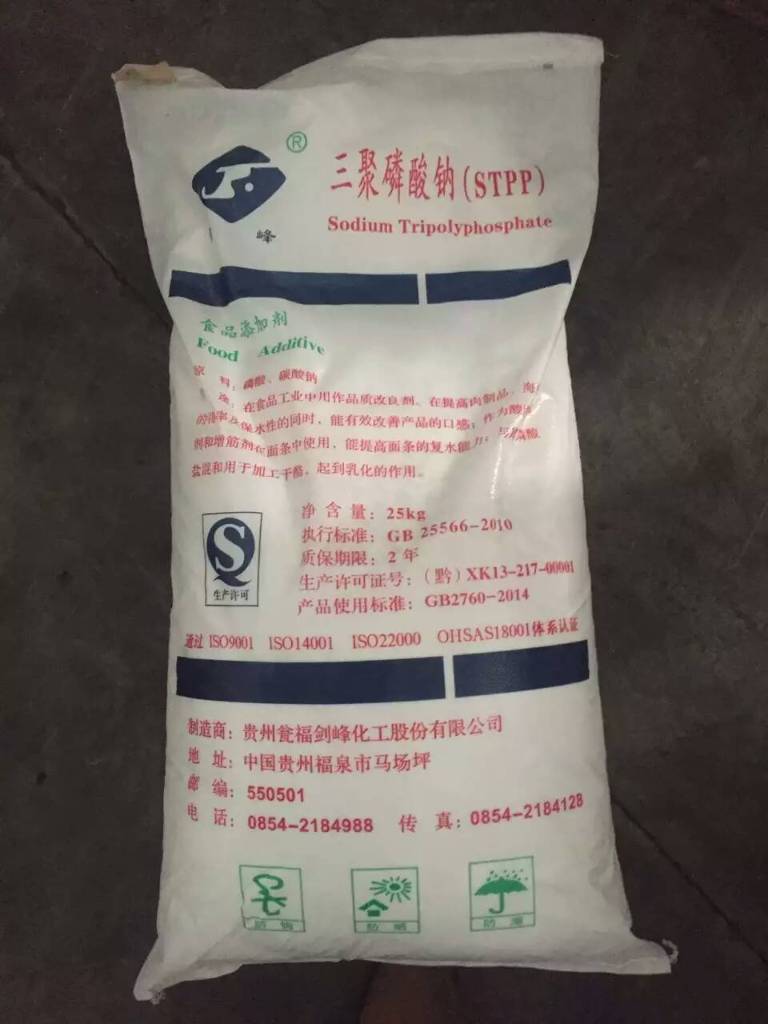 ®
三聚磷酸钠(STPP)
Sodium Tripolyphosphate
峰
食品添加剂
Food Additive
料：磷酸、碳酸钠
途：在食品工业中用作品质改良剂。在提高肉制品、海
保水性的同时，能有效改善产品的口感；作为酸
剂和增筋剂在面条中使用，能提高面条的复水能力；
盐混和用于加工干酪，起到乳化的作用。
QS
生产许可
净含量：25kg
执行标准：GB 25566-2010
质保期限：2年
生产许可证号：（黔）XK13-217-00001
产品使用标准：GB2760-2014
通过 ISO9001 ISO14001 ISO22000 OHSAS18001体系认证
制造商：贵州瓮福剑峰化工股份有限公司
地 址：中国贵州福泉市马场坪
邮 编：550501
电 话：0854-2184988 传 真：0854-2184128
防晒
防潮